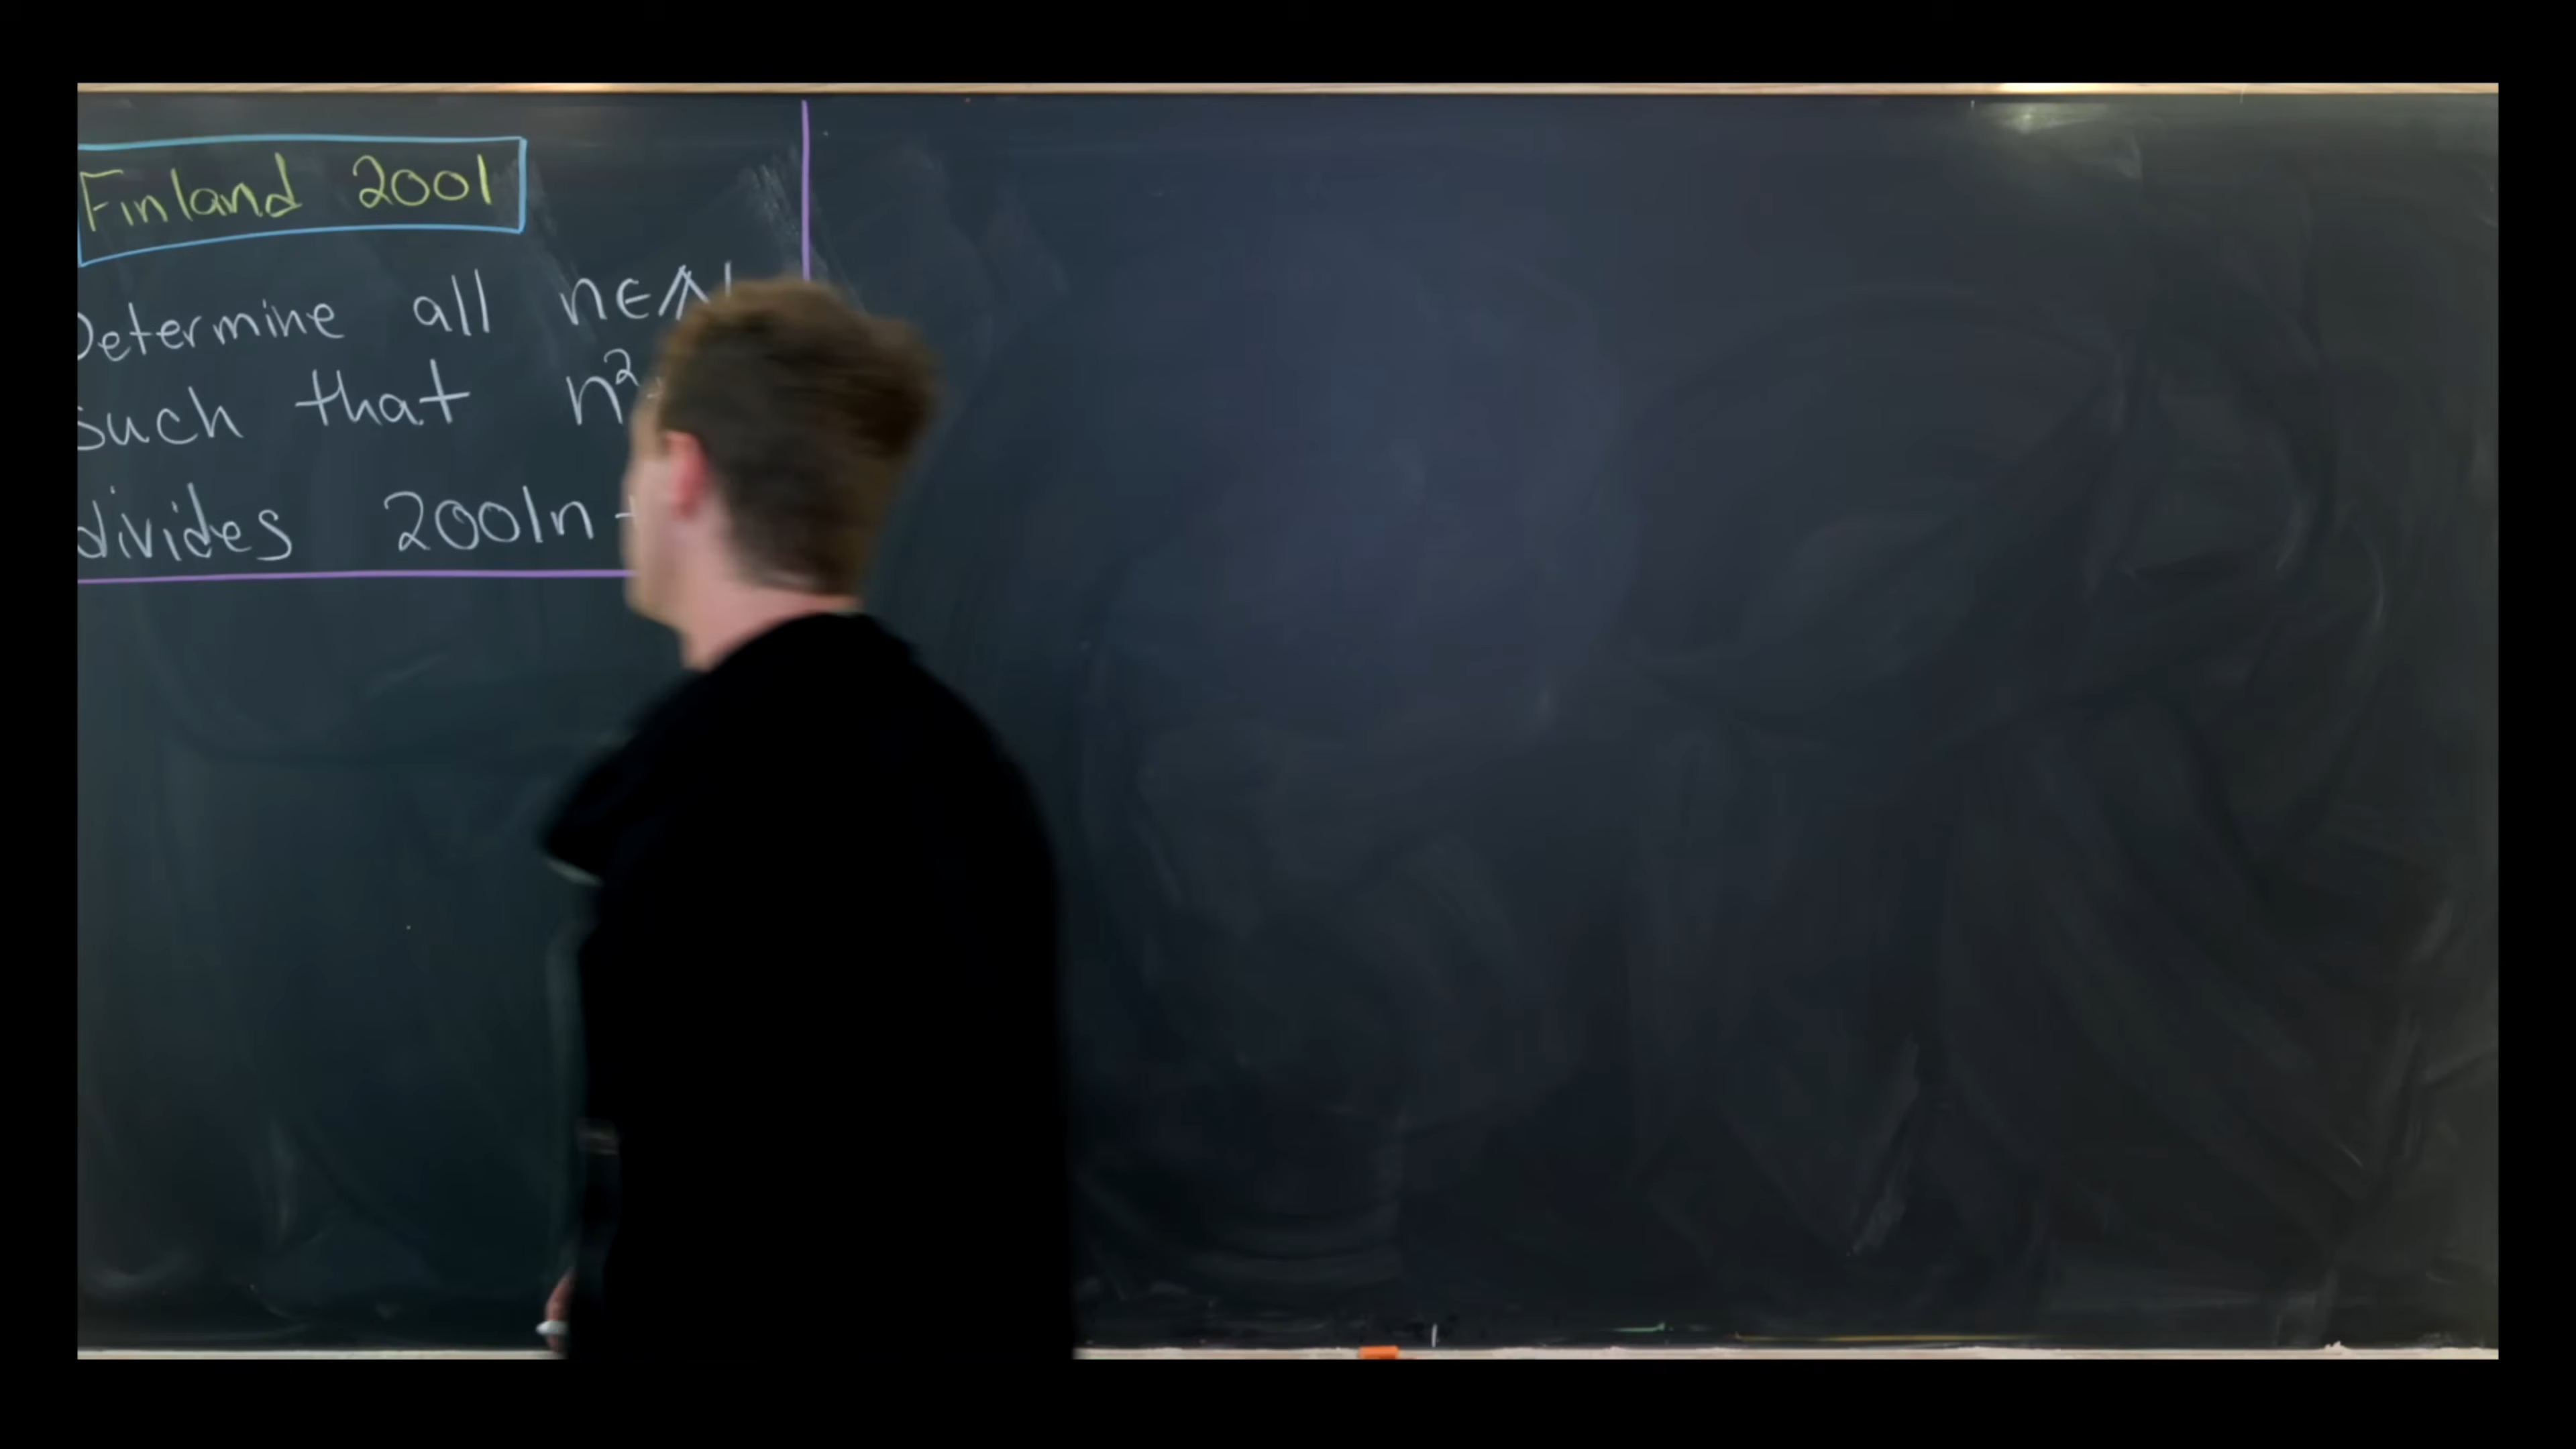 Finland 2001
Determine all n∈ℕ
such that n²
divides 2001n